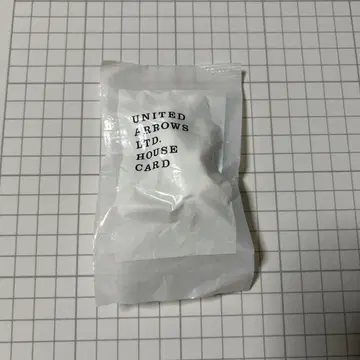 UNITED
ARROWS
LTD.
HOUSE
CARD